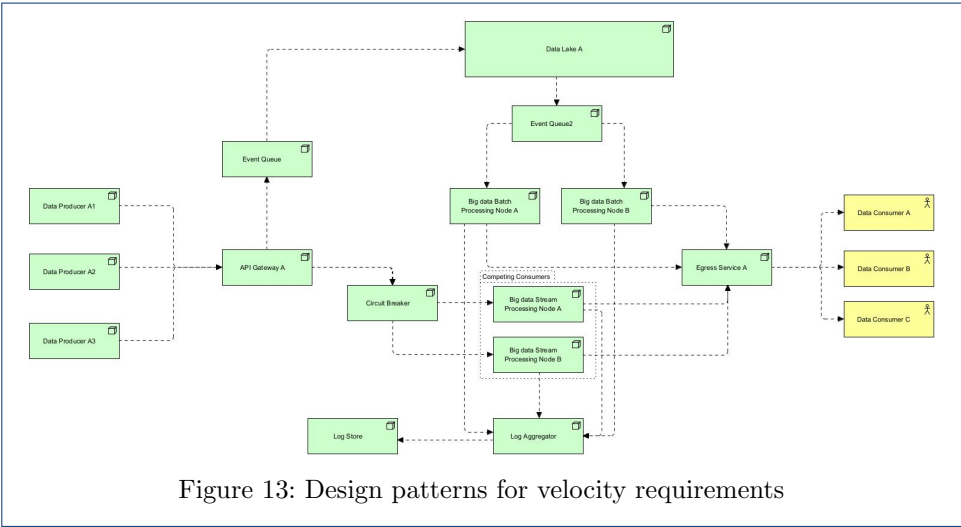 Data Lake A
Event Queue2
Event Queue
Data Producer A1
Big data Batch
Processing Node A
Big data Batch
Processing Node B
Data Consumer A
Data Producer A2
API Gateway A
Egress Service A
Data Consumer B
Competing Consumers
Circuit Breaker
Big data Stream
Processing Node A
Data Consumer C
Data Producer A3
Big data Stream
Processing Node B
Log Store
Log Aggregator
Figure 13: Design patterns for velocity requirements